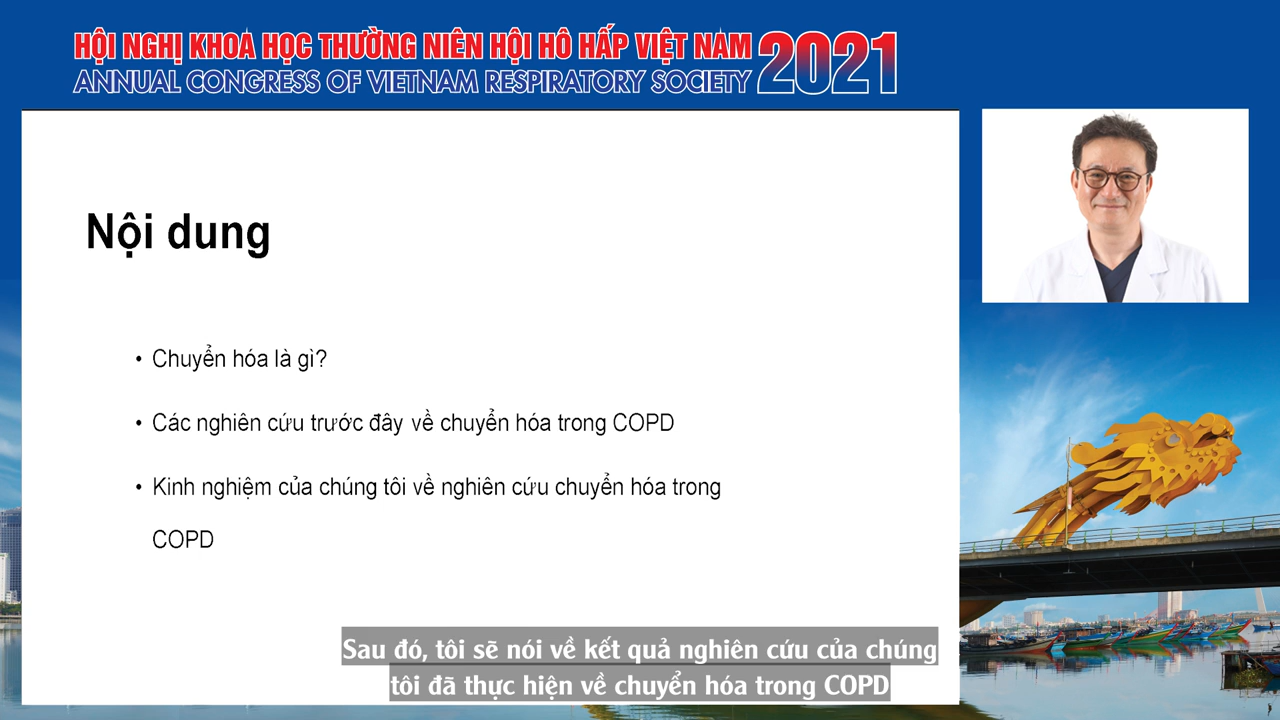 HỘI NGHỊ KHOA HỌC THƯỜNG NIÊN HỘI HÔ HẤP VIỆT NAM 2021
ANNUAL CONGRESS OF VIETNAM RESPIRATORY SOCIETY
Nội dung
• Chuyển hóa là gì?
• Các nghiên cứu trước đây về chuyển hóa trong COPD
• Kinh nghiệm của chúng tôi về nghiên cứu chuyển hóa trong
COPD
Sau đó, tôi sẽ nói về kết quả nghiên cứu của chúng
tôi đã thực hiện về chuyển hóa trong COPD